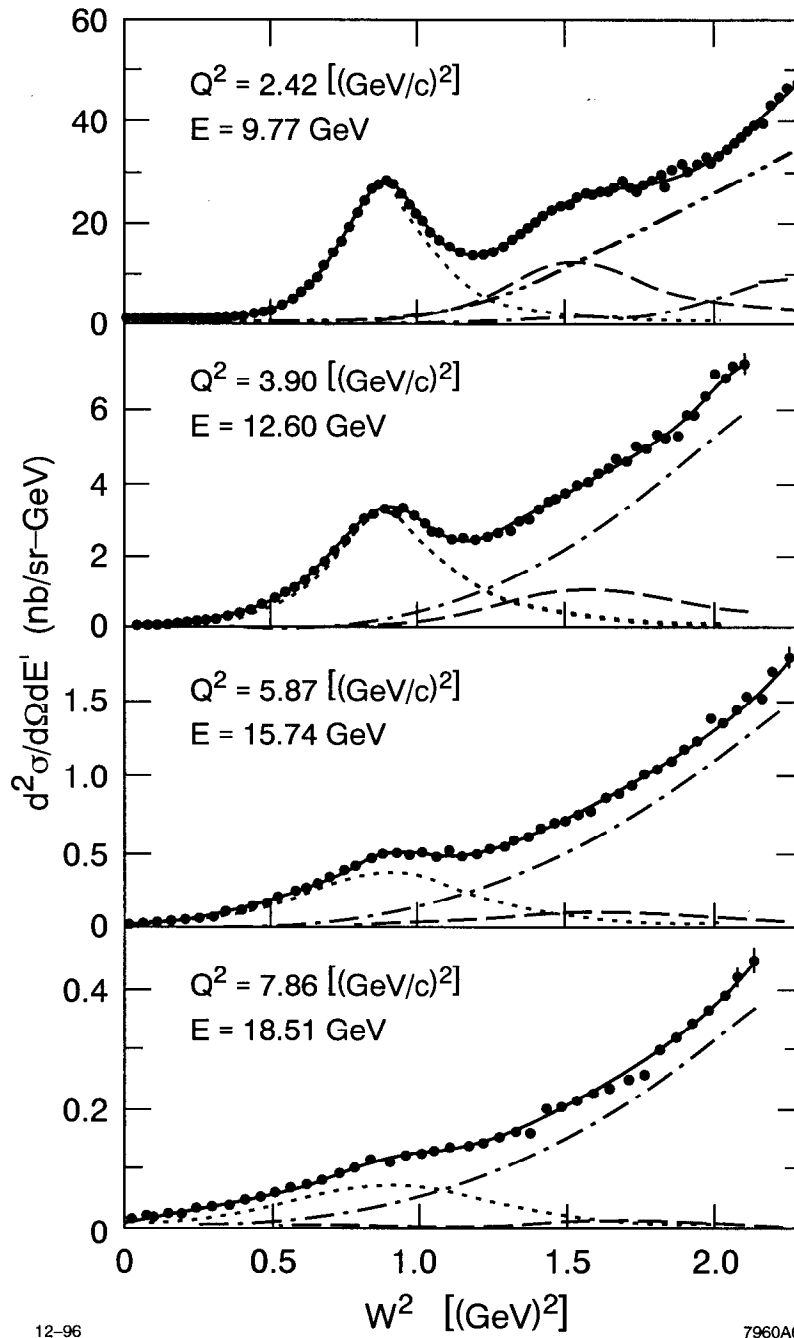 60
Q² = 2.42 [(GeV/c)²]
E = 9.77 GeV
40
20
0
Q² = 3.90 [(GeV/c)²]
E = 12.60 GeV
6
4
2
0
d²σ/dΩdE' (nb/sr–GeV)
Q² = 5.87 [(GeV/c)²]
E = 15.74 GeV
1.5
1.0
0.5
0
Q² = 7.86 [(GeV/c)²]
E = 18.51 GeV
0.4
0.2
0
0 0.5 1.0 1.5 2.0
W² [(GeV)²]
12–96